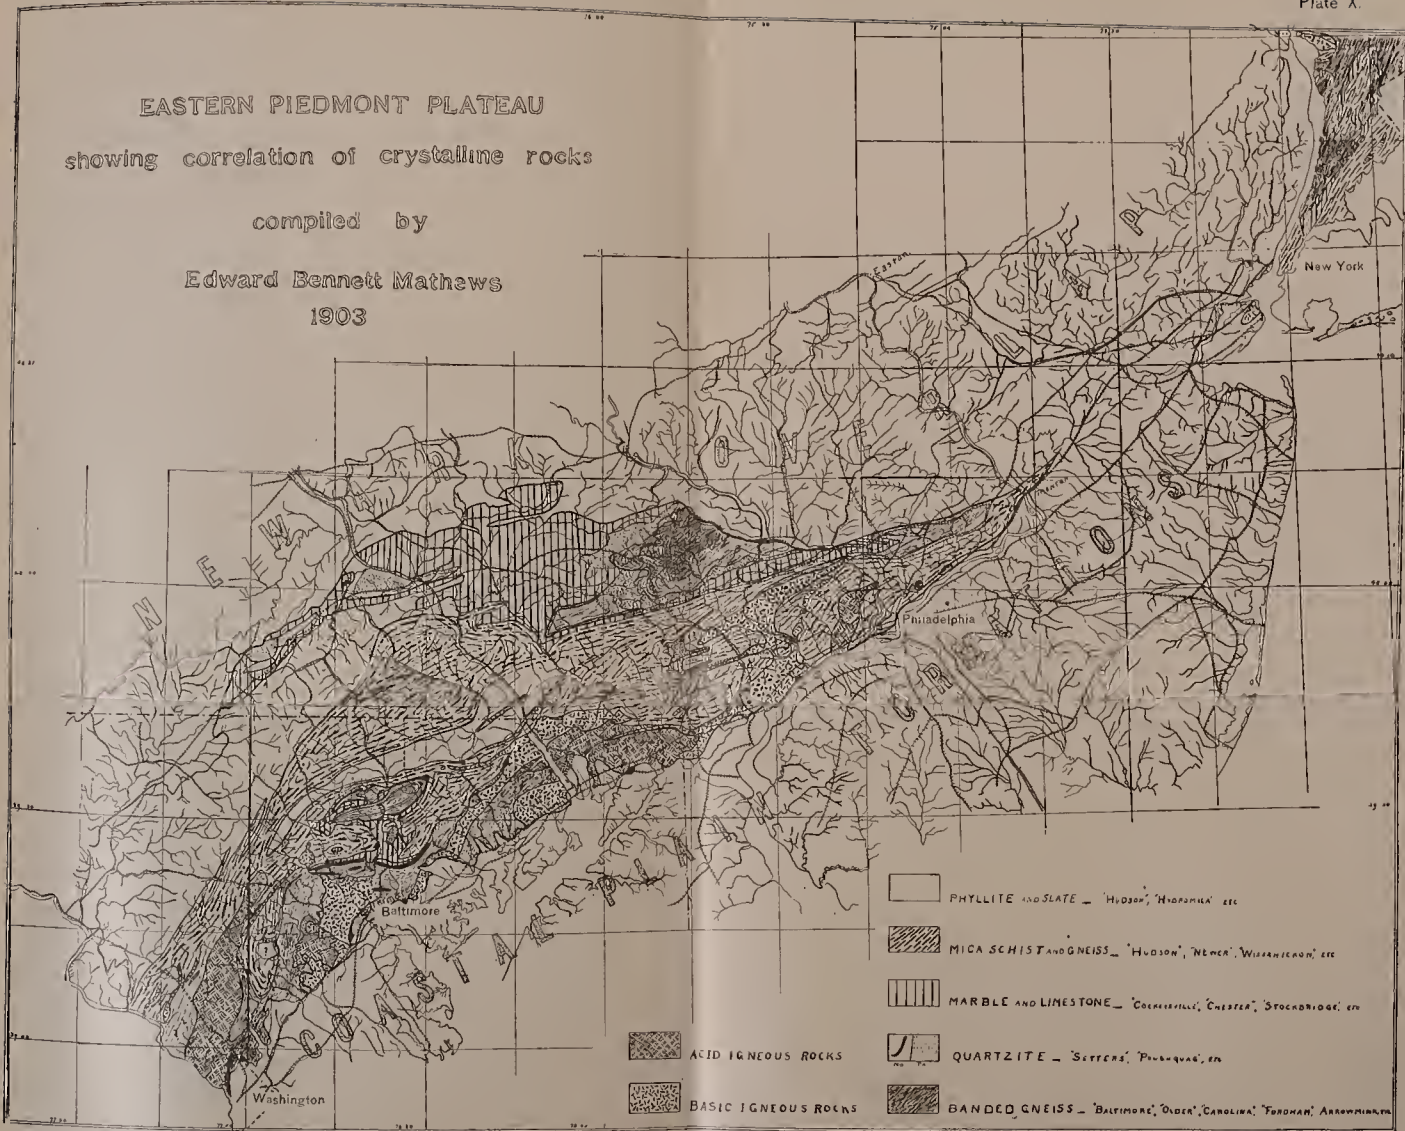 Plate X.
EASTERN PIEDMONT PLATEAU
showing correlation of crystalline rocks
compiled by
Edward Bennett Mathews
1903
Easton
New York
Trenton
Philadelphia
Baltimore
Washington
PHYLLITE AND SLATE _ "HUDSON", "HYDROMICA" ETC
MICA SCHIST AND GNEISS _ "HUDSON", "NEWER", "WISSAHICKON", ETC
MARBLE AND LIMESTONE _ "COCKEYSVILLE", "CHESTER", "STOCKBRIDGE", ETC
QUARTZITE _ "SETTERS", "POUGHQUAG", ETC
BANDED GNEISS _ "BALTIMORE", "OLDER", "CAROLINA", "FORDHAM", ARROWMINK, ETC
ACID IGNEOUS ROCKS
BASIC IGNEOUS ROCKS